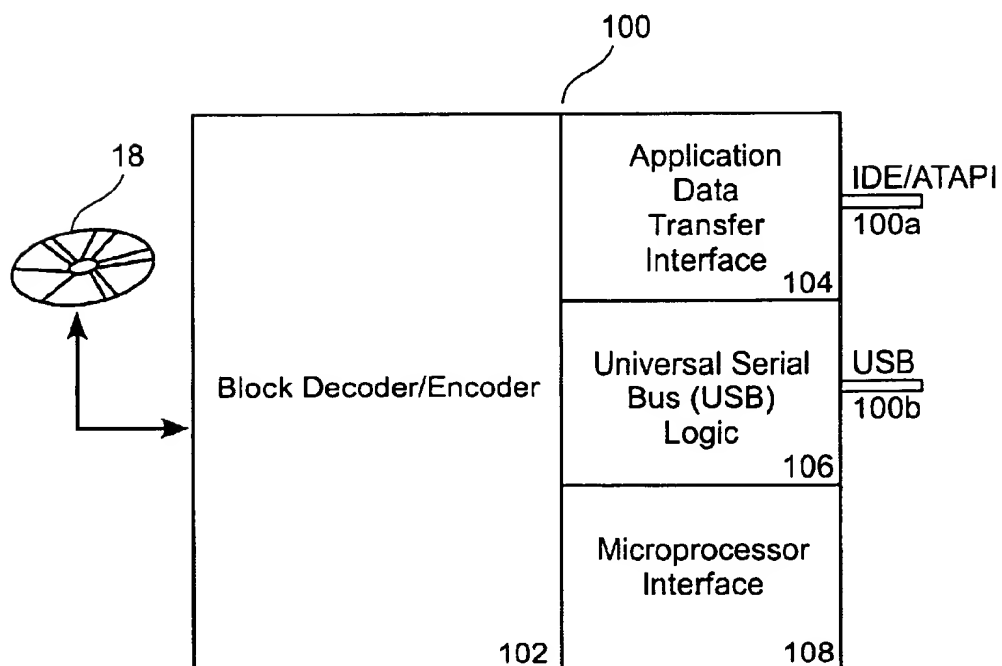 100
18
Application
Data
Transfer
Interface
104
IDE/ATAPI
100a
Block Decoder/Encoder
102
Universal Serial
Bus (USB)
Logic
106
USB
100b
Microprocessor
Interface
108